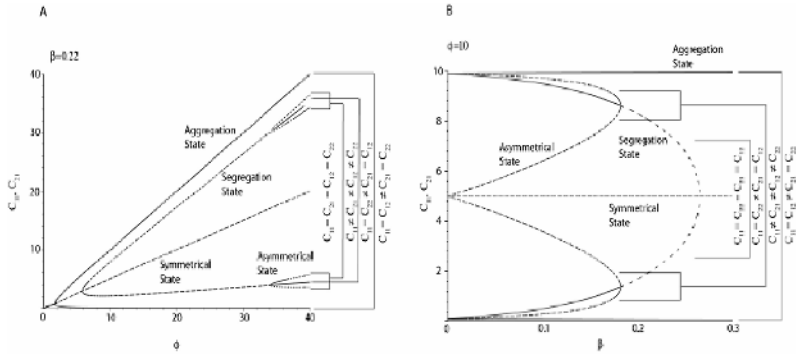 A
β=0.22
40
30
20
10
0
10
20
30
40
ϕ
C11, C21
Aggregation
State
Segregation
State
Symmetrical
State
Asymmetrical
State
B
ϕ=10
10
8
6
4
2
0
0.1
0.2
0.3
β
C11, C21
Aggregation
State
Segregation
State
Asymmetrical
State
Symmetrical
State